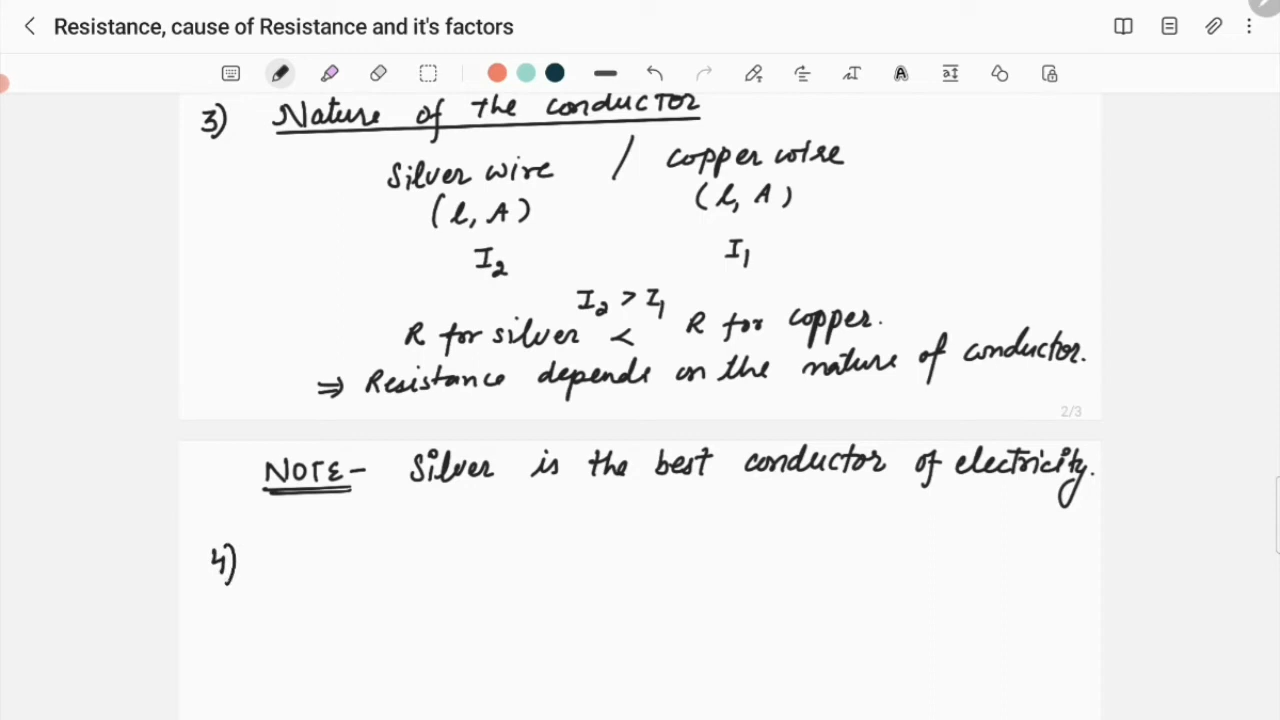 Resistance, cause of Resistance and it's factors
3) Nature of the conductor
Silver wire / Copper wire
(l, A) (l, A)
I2 I1
I2 > I1
R for silver < R for copper.
⇒ Resistance depends on the nature of conductor.
2/3
NOTE- Silver is the best conductor of electricity.
4)